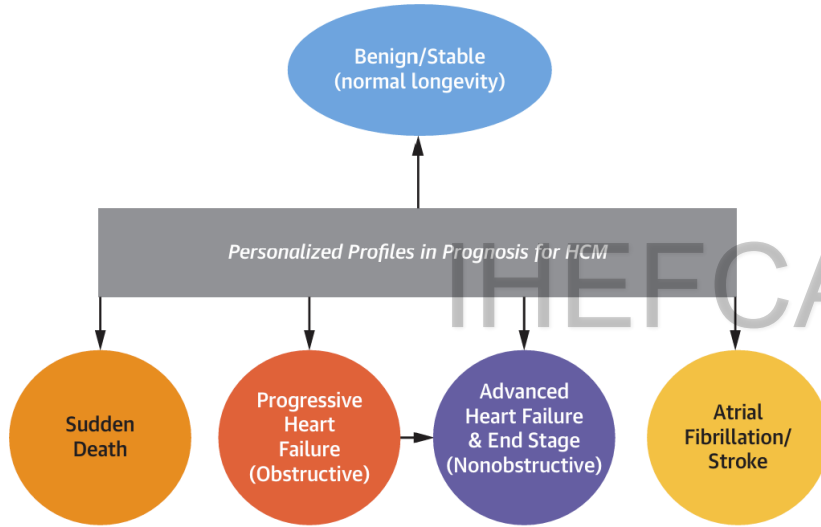 Benign/Stable
(normal longevity)
Personalized Profiles in Prognosis for HCM
IHEFCA
Sudden
Death
Progressive
Heart
Failure
(Obstructive)
Advanced
Heart Failure
& End Stage
(Nonobstructive)
Atrial
Fibrillation/
Stroke